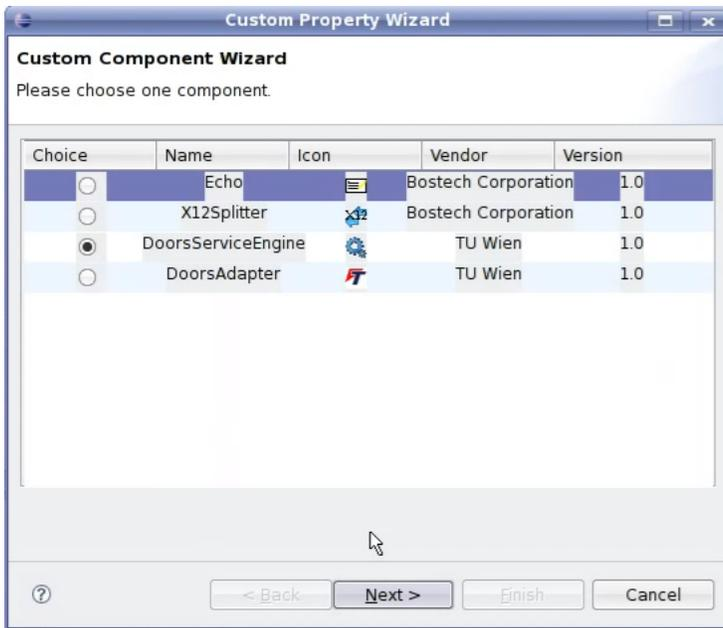 Custom Property Wizard
Custom Component Wizard
Please choose one component.
Choice Name Icon Vendor Version
Echo Bostech Corporation 1.0
X12Splitter X12 Bostech Corporation 1.0
DoorsServiceEngine TU Wien 1.0
DoorsAdapter TU Wien 1.0
? < Back Next > Finish Cancel